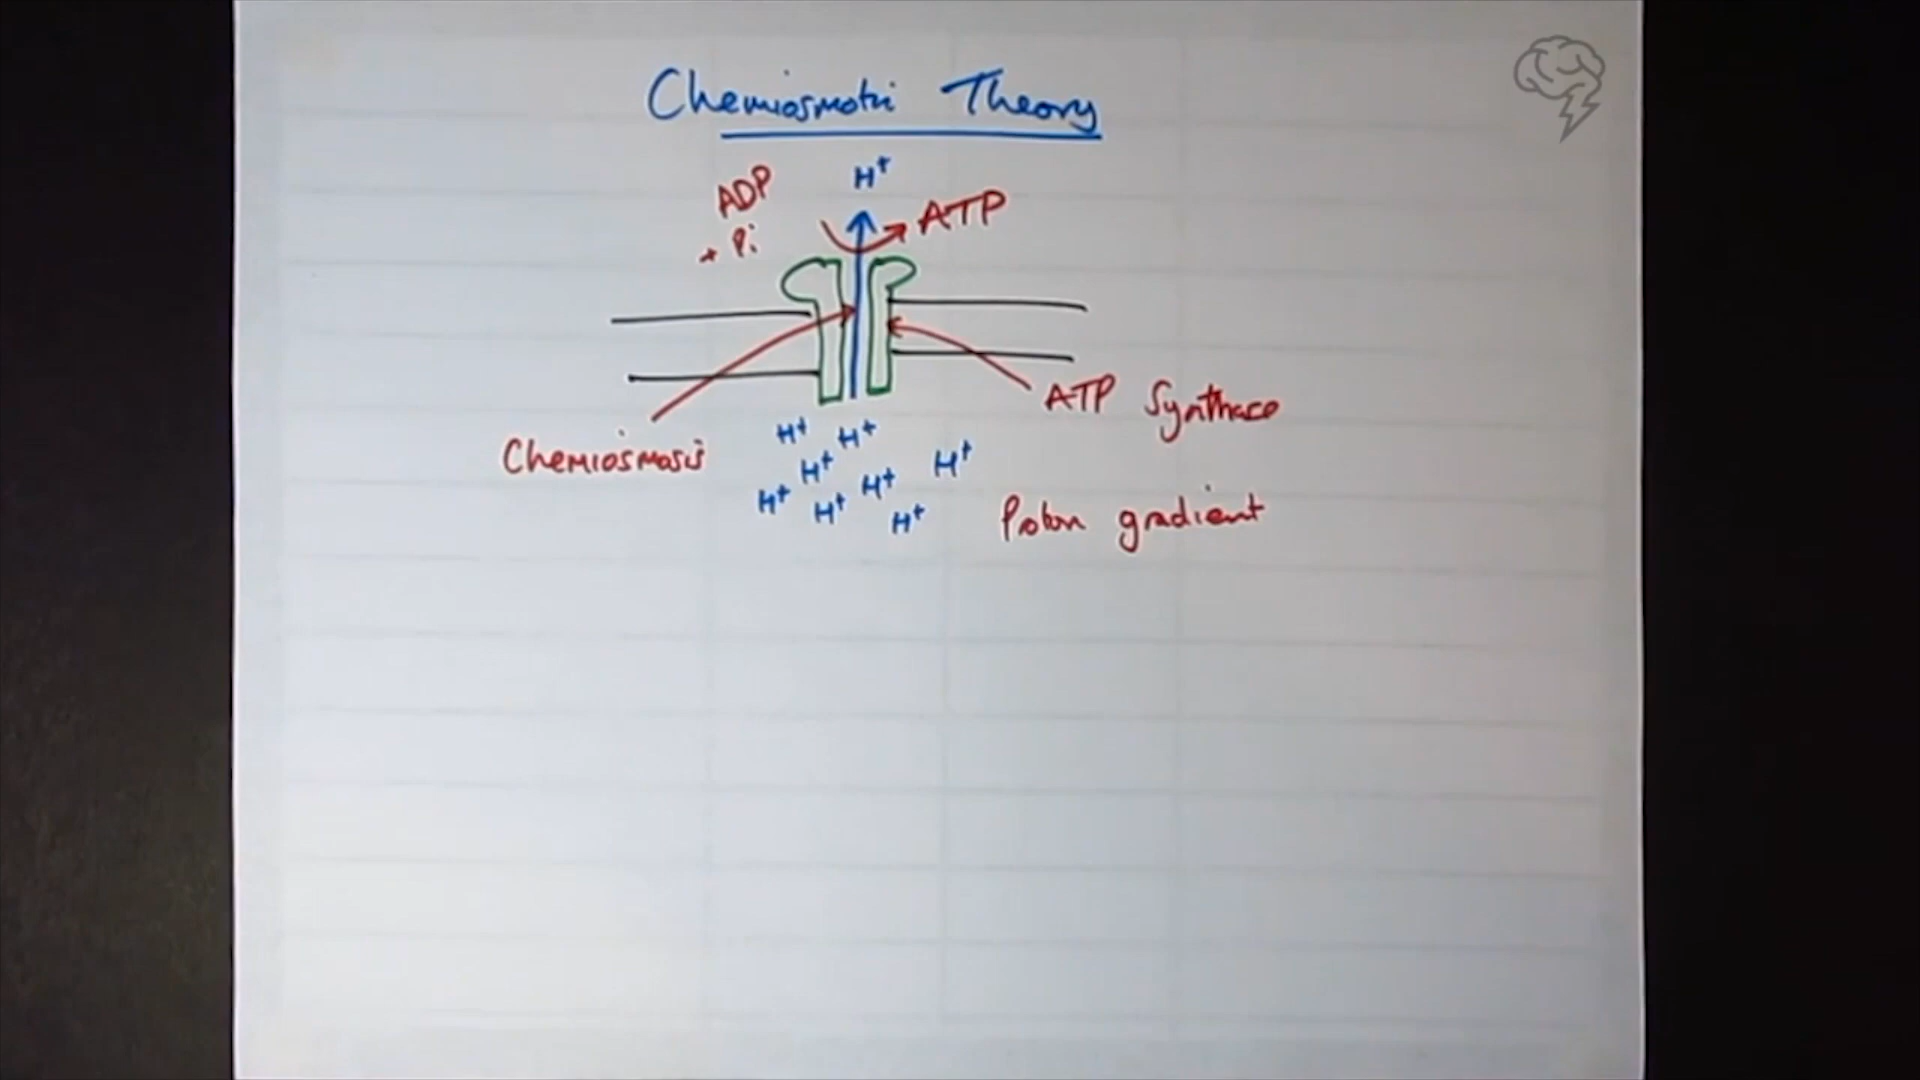 Chemiosmotic Theory
H+
ADP
+ Pi
ATP
ATP Synthase
Chemiosmosis
H+ H+
H+ H+ H+
H+ H+ H+
Proton gradient